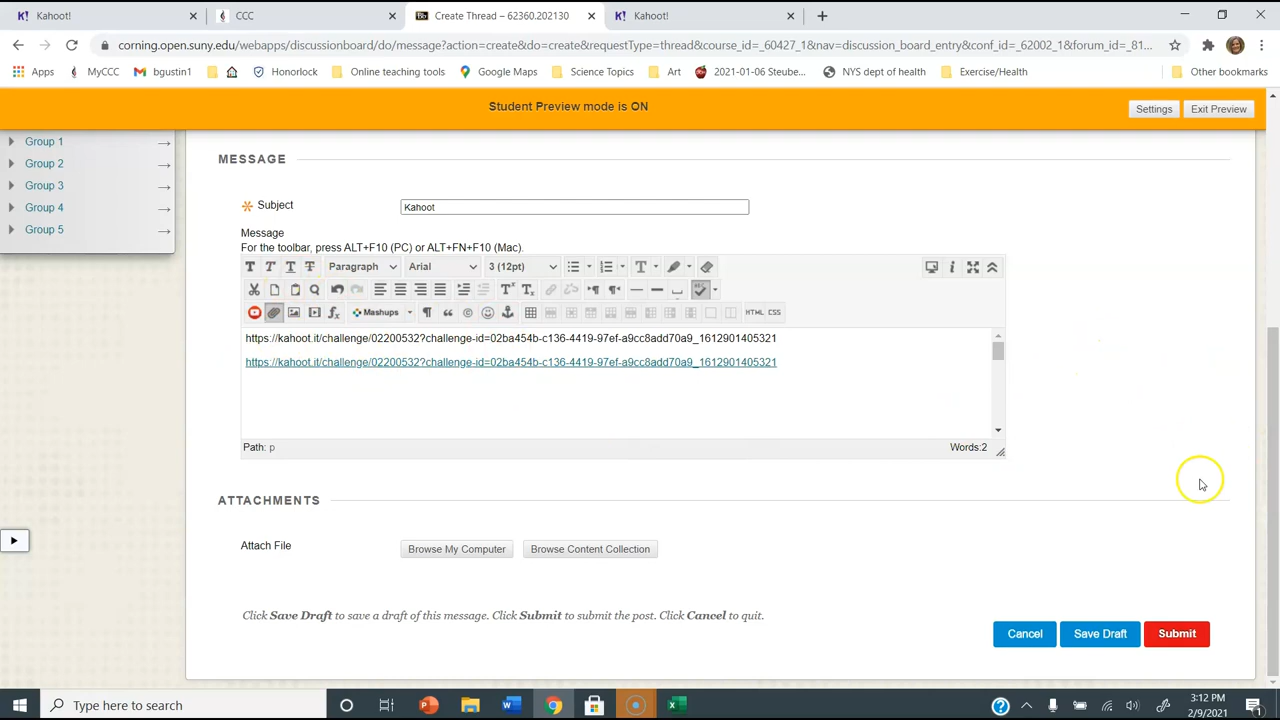 Kahoot!
CCC
Create Thread – 62360.202130
Kahoot!
corning.open.suny.edu/webapps/discussionboard/do/message?action=create&do=create&requestType=thread&course_id=_60427_1&nav=discussion_board_entry&conf_id=_62002_1&forum_id=_81...
Apps
MyCCC
bgustin1
Honorlock
Online teaching tools
Google Maps
Science Topics
Art
2021-01-06 Steube...
NYS dept of health
Exercise/Health
Other bookmarks
Student Preview mode is ON
Settings
Exit Preview
Group 1
Group 2
Group 3
Group 4
Group 5
MESSAGE
Subject
Kahoot
Message
For the toolbar, press ALT+F10 (PC) or ALT+FN+F10 (Mac).
Paragraph
Arial
3 (12pt)
Mashups
HTML CSS
https://kahoot.it/challenge/02200532?challenge-id=02ba454b-c136-4419-97ef-a9cc8add70a9_1612901405321
https://kahoot.it/challenge/02200532?challenge-id=02ba454b-c136-4419-97ef-a9cc8add70a9_1612901405321
Path: p
Words:2
ATTACHMENTS
Attach File
Browse My Computer
Browse Content Collection
Click Save Draft to save a draft of this message. Click Submit to submit the post. Click Cancel to quit.
Cancel
Save Draft
Submit
Type here to search
3:12 PM
2/9/2021